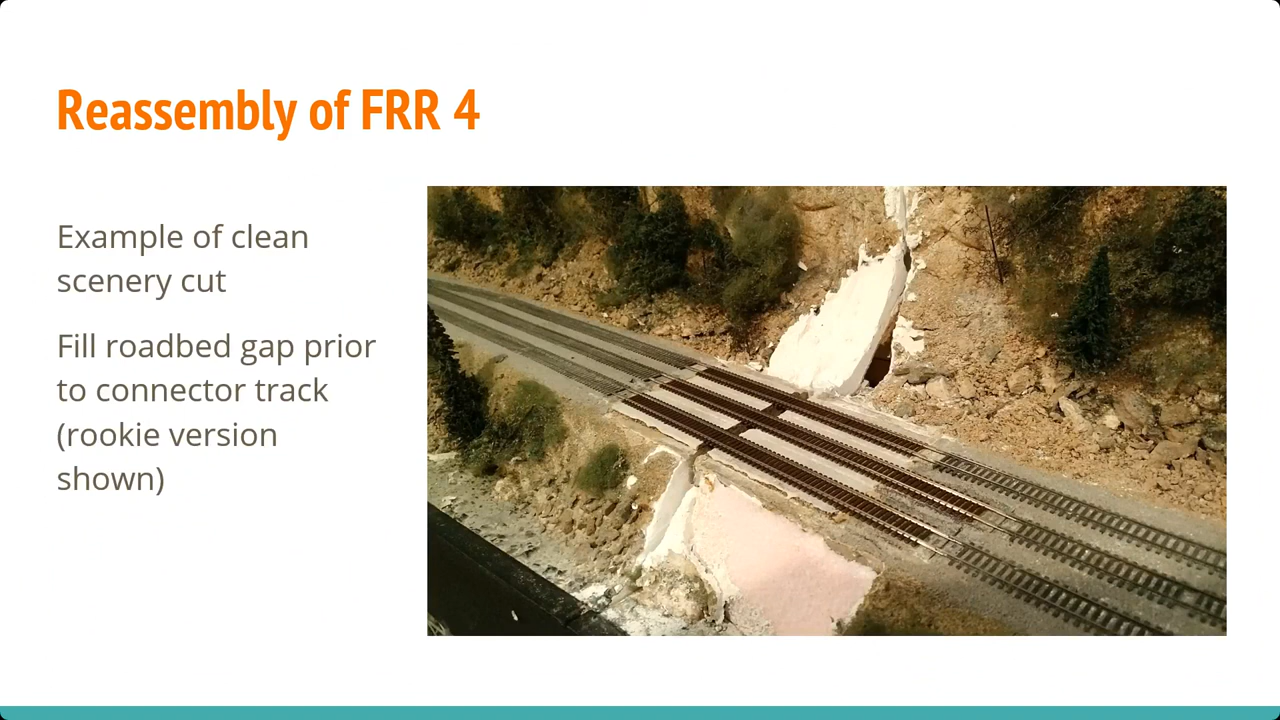 Reassembly of FRR 4
Example of clean
scenery cut
Fill roadbed gap prior
to connector track
(rookie version
shown)